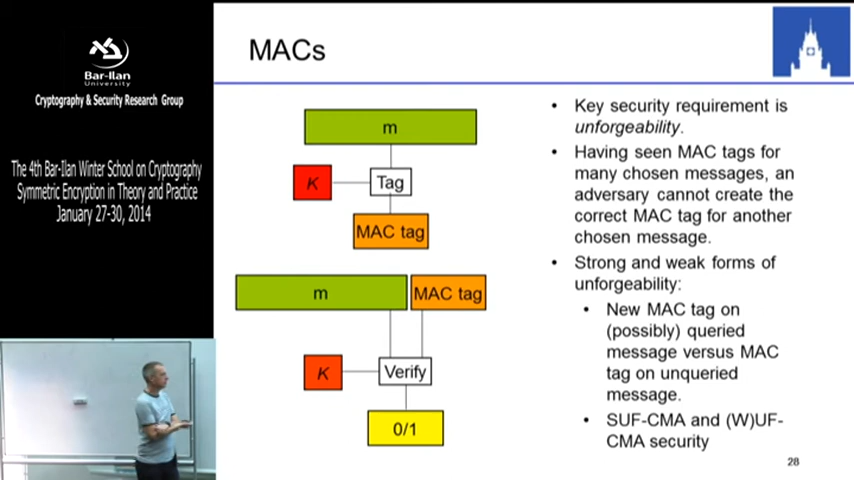 Bar-Ilan
University
Cryptography & Security Research Group
The 4th Bar-Ilan Winter School on Cryptography
Symmetric Encryption in Theory and Practice
January 27-30, 2014
MACs
m
K
Tag
MAC tag
m
MAC tag
K
Verify
0/1
• Key security requirement is
unforgeability.
• Having seen MAC tags for
many chosen messages, an
adversary cannot create the
correct MAC tag for another
chosen message.
• Strong and weak forms of
unforgeability:
• New MAC tag on
(possibly) queried
message versus MAC
tag on unqueried
message.
• SUF-CMA and (W)UF-
CMA security
28